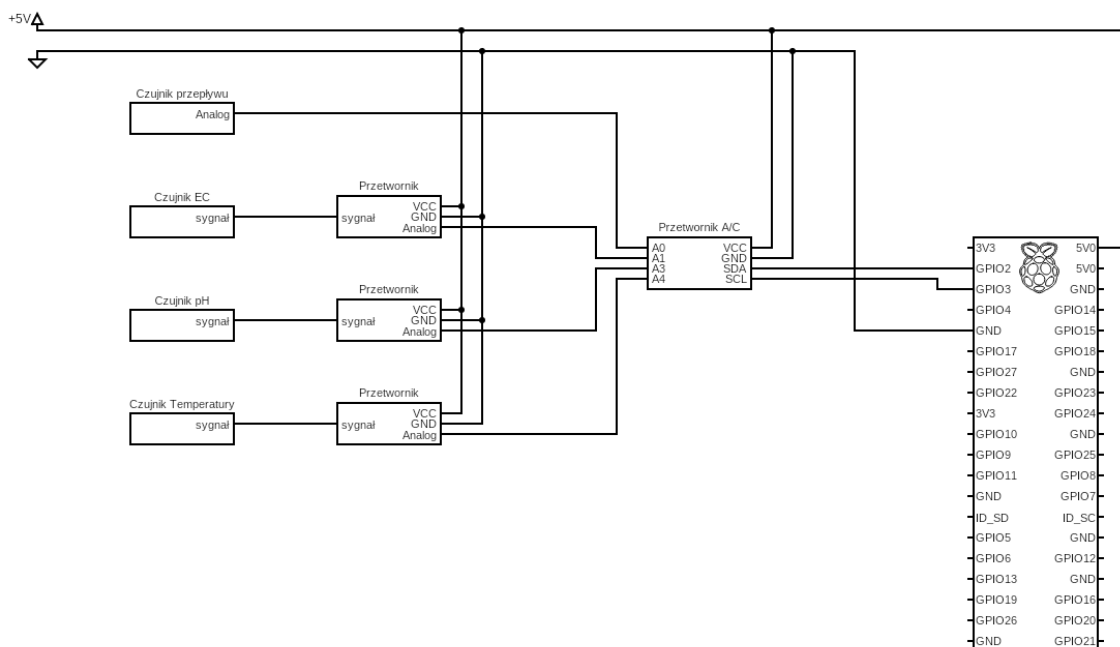 +5V
Czujnik przepływu
Analog
Czujnik EC
sygnał
Przetwornik
sygnał
VCC
GND
Analog
Czujnik pH
sygnał
Przetwornik
sygnał
VCC
GND
Analog
Czujnik Temperatury
sygnał
Przetwornik
sygnał
VCC
GND
Analog
Przetwornik A/C
A0 VCC
A1 GND
A3 SDA
A4 SCL
3V3 5V0
GPIO2 5V0
GPIO3 GND
GPIO4 GPIO14
GND GPIO15
GPIO17 GPIO18
GPIO27 GND
GPIO22 GPIO23
3V3 GPIO24
GPIO10 GND
GPIO9 GPIO25
GPIO11 GPIO8
GND GPIO7
ID_SD ID_SC
GPIO5 GND
GPIO6 GPIO12
GPIO13 GND
GPIO19 GPIO16
GPIO26 GPIO20
GND GPIO21